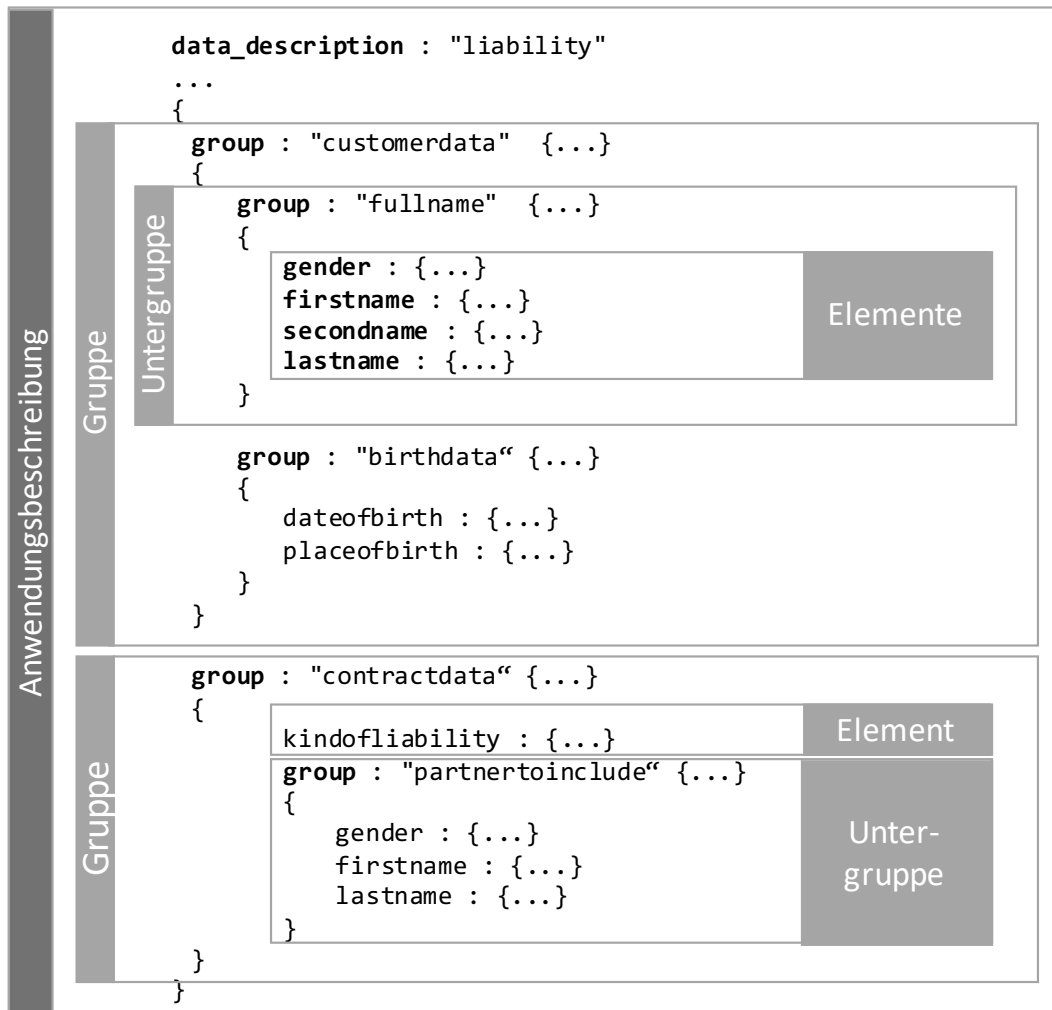 Anwendungsbeschreibung
data_description : "liability"
...
{
Gruppe
group : "customerdata" {...}
{
Untergruppe
group : "fullname" {...}
{
gender : {...}
firstname : {...}
secondname : {...}
lastname : {...}
Elemente
}
group : "birthdata“ {...}
{
dateofbirth : {...}
placeofbirth : {...}
}
}
Gruppe
group : "contractdata“ {...}
{
kindofliability : {...}
Element
group : "partnertoinclude“ {...}
{
gender : {...}
firstname : {...}
lastname : {...}
}
Unter-
gruppe
}
}